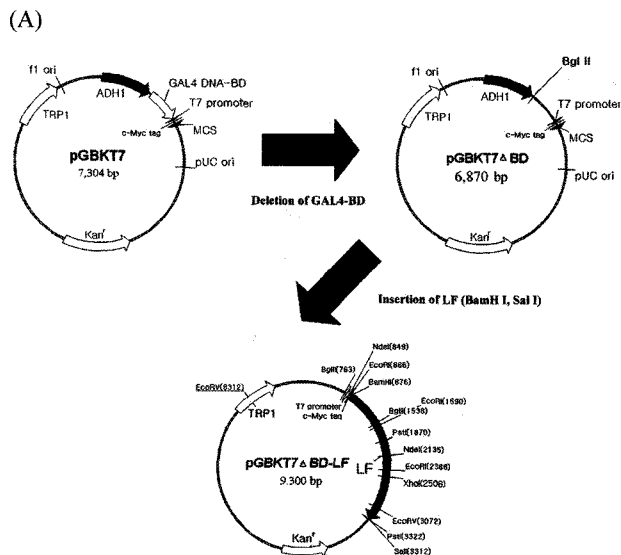 (A)
f1 ori
TRP1
ADH1
GAL4 DNA-BD
T7 promoter
c-Myc tag
MCS
pGBKT7
7,304 bp
pUC ori
Kanʳ
Deletion of GAL4-BD
f1 ori
TRP1
ADH1
Bgl II
T7 promoter
c-Myc tag
MCS
pGBKT7△BD
6,870 bp
pUC ori
Kanʳ
Insertion of LF (BamH I, Sal I)
NdeI(849)
BglII(763)
EcoRI(866)
BamHI(876)
EcoRV(8312)
TRP1
T7 promoter
c-Myc tag
EcoRI(1590)
BglII(1538)
PstI(1870)
NdeI(2135)
LF
EcoRI(2386)
XhoI(2506)
pGBKT7△BD-LF
9,300 bp
EcoRV(3072)
PstI(3322)
SalI(3312)
Kanʳ